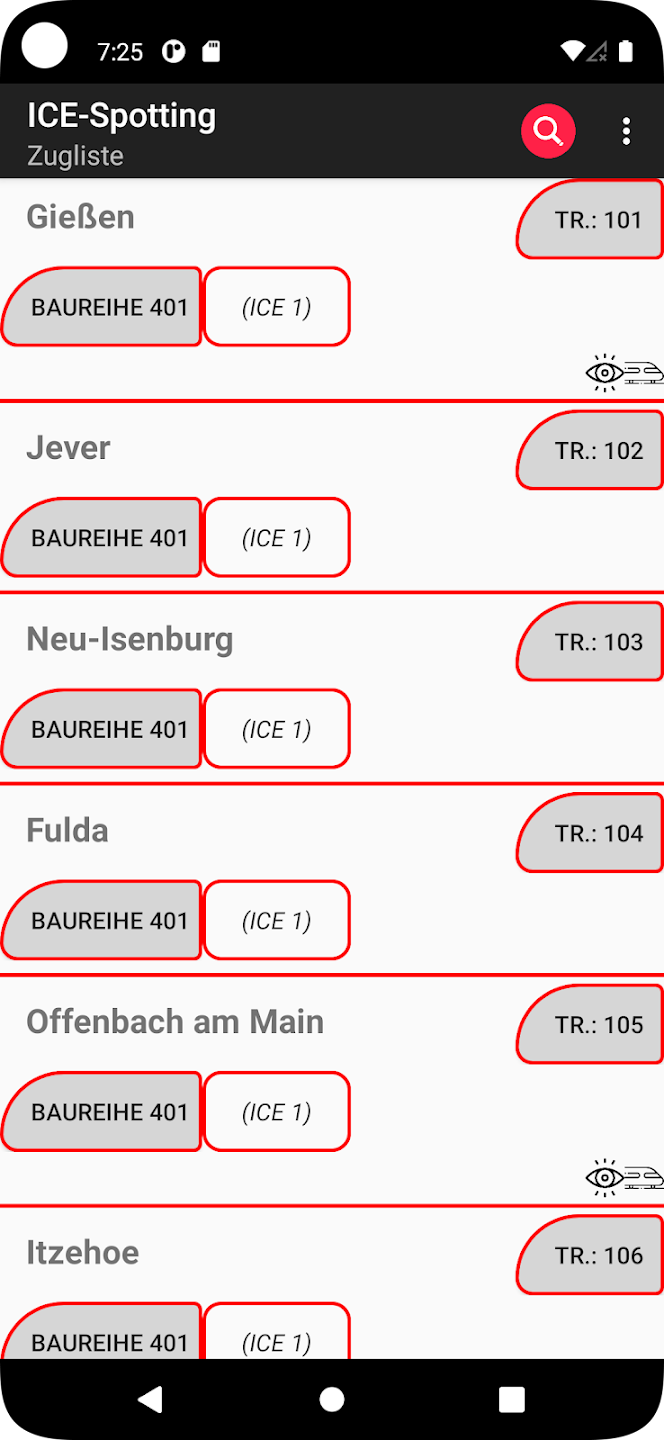 7:25
ICE-Spotting
Zugliste
Gießen
TR.: 101
BAUREIHE 401
(ICE 1)
Jever
TR.: 102
BAUREIHE 401
(ICE 1)
Neu-Isenburg
TR.: 103
BAUREIHE 401
(ICE 1)
Fulda
TR.: 104
BAUREIHE 401
(ICE 1)
Offenbach am Main
TR.: 105
BAUREIHE 401
(ICE 1)
Itzehoe
TR.: 106
BAUREIHE 401
(ICE 1)